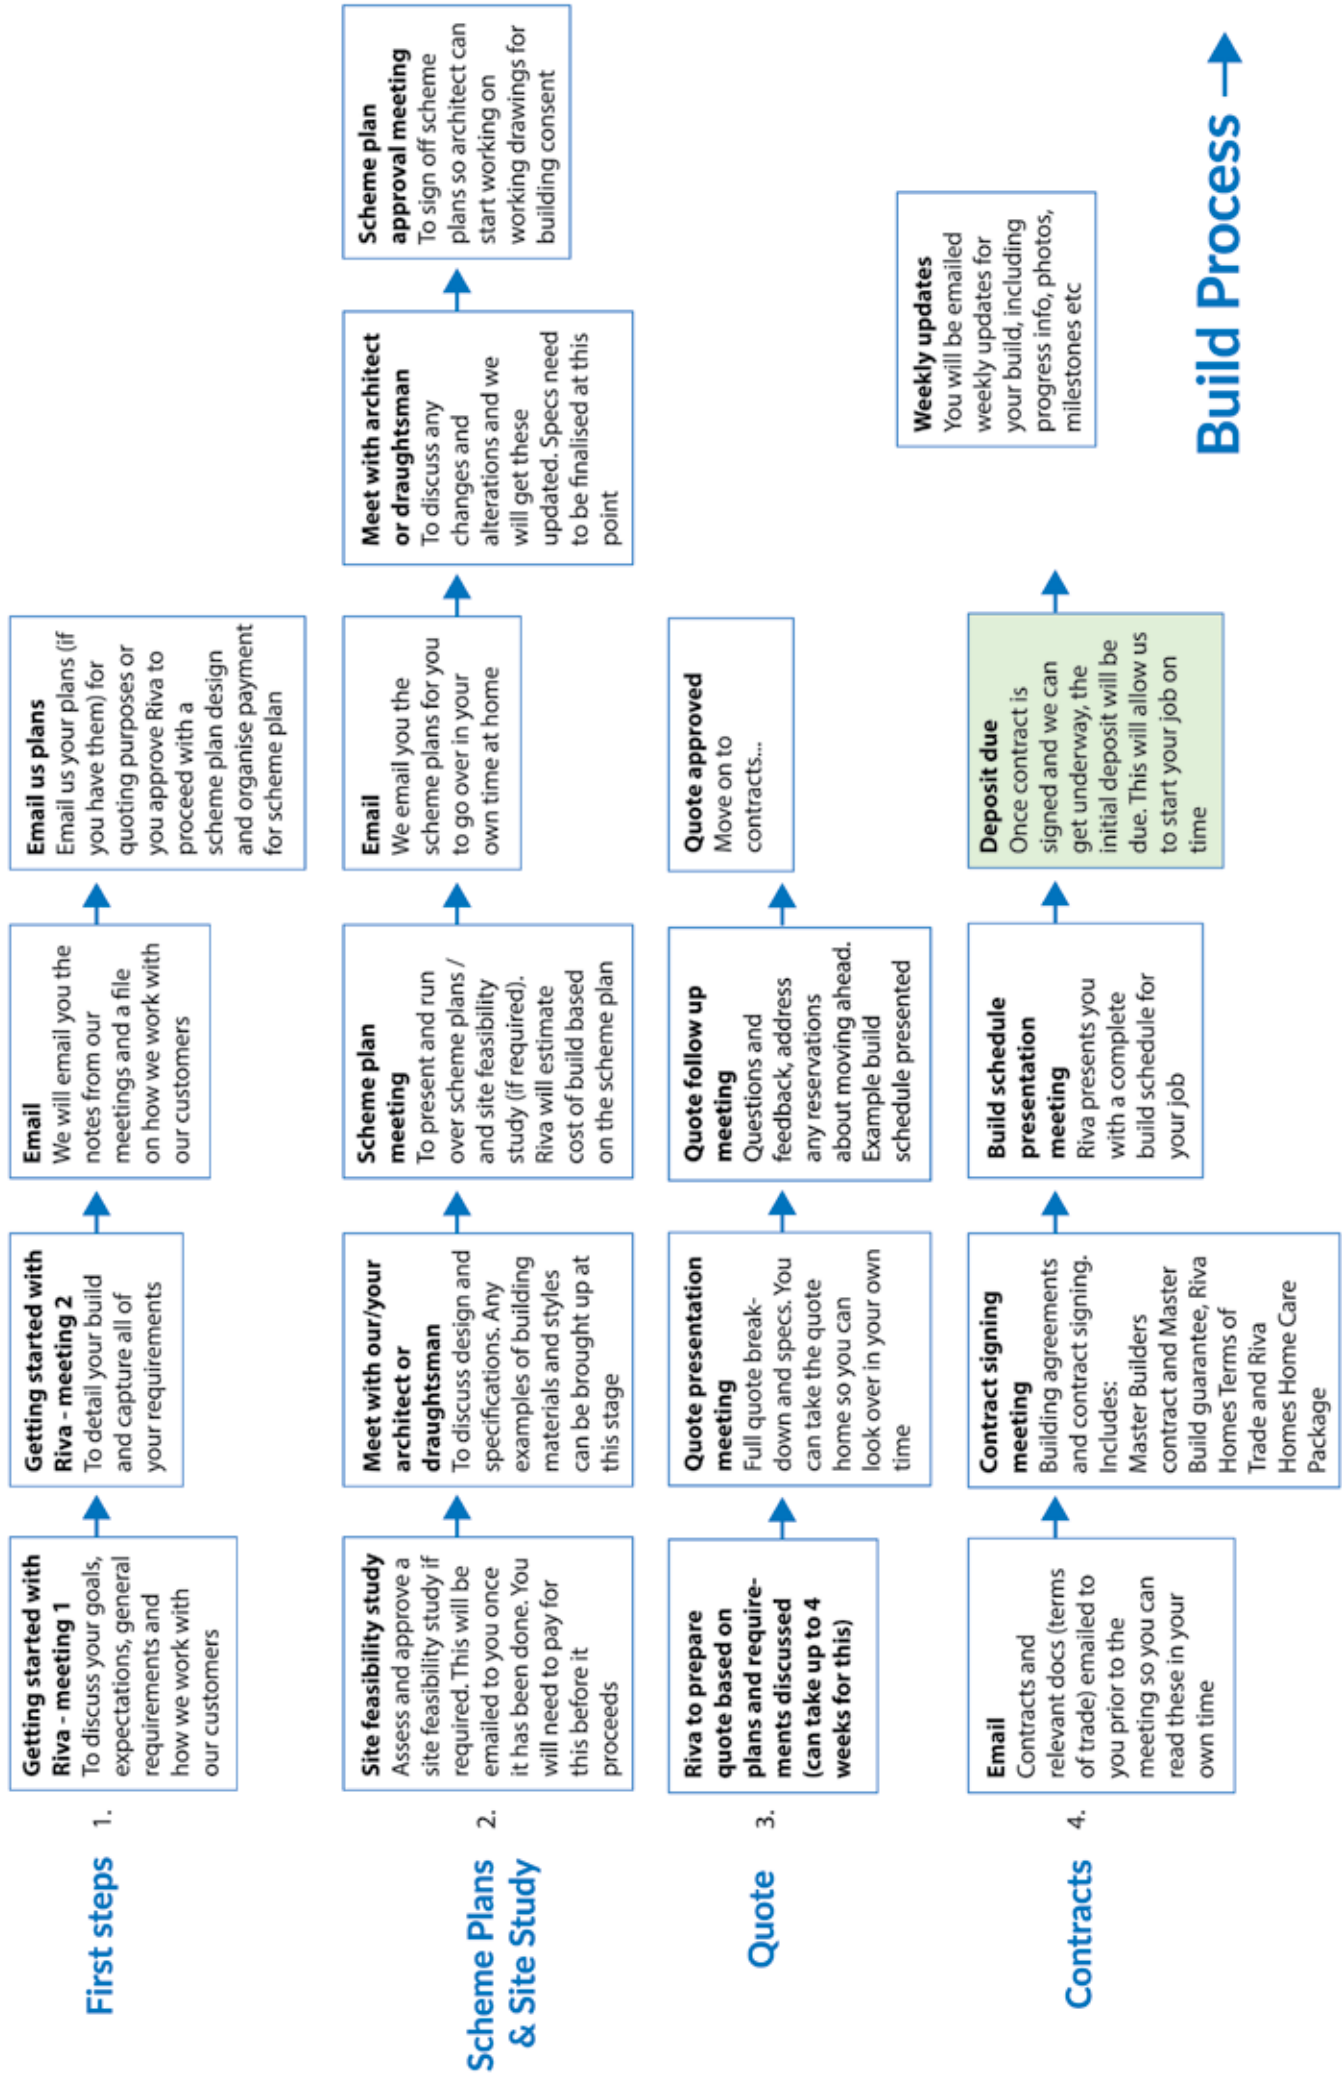 First steps
1.
Getting started with
Riva - meeting 1
To discuss your goals,
expectations, general
requirements and
how we work with
our customers
Getting started with
Riva - meeting 2
To detail your build
and capture all of
your requirements
Email
We will email you the
notes from our
meetings and a file
on how we work with
our customers
Email us plans
Email us your plans (if
you have them) for
quoting purposes or
you approve Riva to
proceed with a
scheme plan design
and organise payment
for scheme plan
Scheme Plans
& Site Study
2.
Site feasibility study
Assess and approve a
site feasibility study if
required. This will be
emailed to you once
it has been done. You
will need to pay for
this before it
proceeds
Meet with our/your
architect or
draughtsman
To discuss design and
specifications. Any
examples of building
materials and styles
can be brought up at
this stage
Scheme plan
meeting
To present and run
over scheme plans /
and site feasibility
study (if required).
Riva will estimate
cost of build based
on the scheme plan
Email
We email you the
scheme plans for you
to go over in your
own time at home
Meet with architect
or draughtsman
To discuss any
changes and
alterations and we
will get these
updated. Specs need
to be finalised at this
point
Scheme plan
approval meeting
To sign off scheme
plans so architect can
start working on
working drawings for
building consent
Quote
3.
Riva to prepare
quote based on
plans and require-
ments discussed
(can take up to 4
weeks for this)
Quote presentation
meeting
Full quote break-
down and specs. You
can take the quote
home so you can
look over in your own
time
Quote follow up
meeting
Questions and
feedback, address
any reservations
about moving ahead.
Example build
schedule presented
Quote approved
Move on to
contracts...
Contracts
4.
Email
Contracts and
relevant docs (terms
of trade) emailed to
you prior to the
meeting so you can
read these in your
own time
Contract signing
meeting
Building agreements
and contract signing.
Includes:
Master Builders
contract and Master
Build guarantee, Riva
Homes Terms of
Trade and Riva
Homes Home Care
Package
Build schedule
presentation
meeting
Riva presents you
with a complete
build schedule for
your job
Deposit due
Once contract is
signed and we can
get underway, the
initial deposit will be
due. This will allow us
to start your job on
time
Weekly updates
You will be emailed
weekly updates for
your build, including
progress info, photos,
milestones etc
Build Process